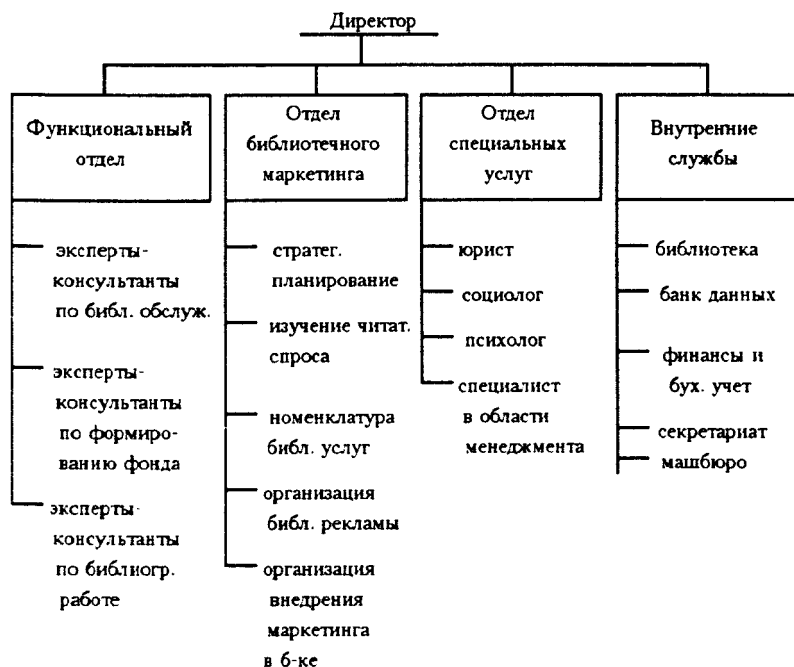 Директор
Функциональный
отдел
эксперты-
консультанты
по библ. обслуж.
эксперты-
консультанты
по формиро-
ванию фонда
эксперты-
консультанты
по библиогр.
работе
Отдел
библиотечного
маркетинга
стратег.
планирование
изучение читат.
спроса
номенклатура
библ. услуг
организация
библ. рекламы
организация
внедрения
маркетинга
в б-ке
Отдел
специальных
услуг
юрист
социолог
психолог
специалист
в области
менеджмента
Внутренние
службы
библиотека
банк данных
финансы и
бух. учет
секретариат
машбюро